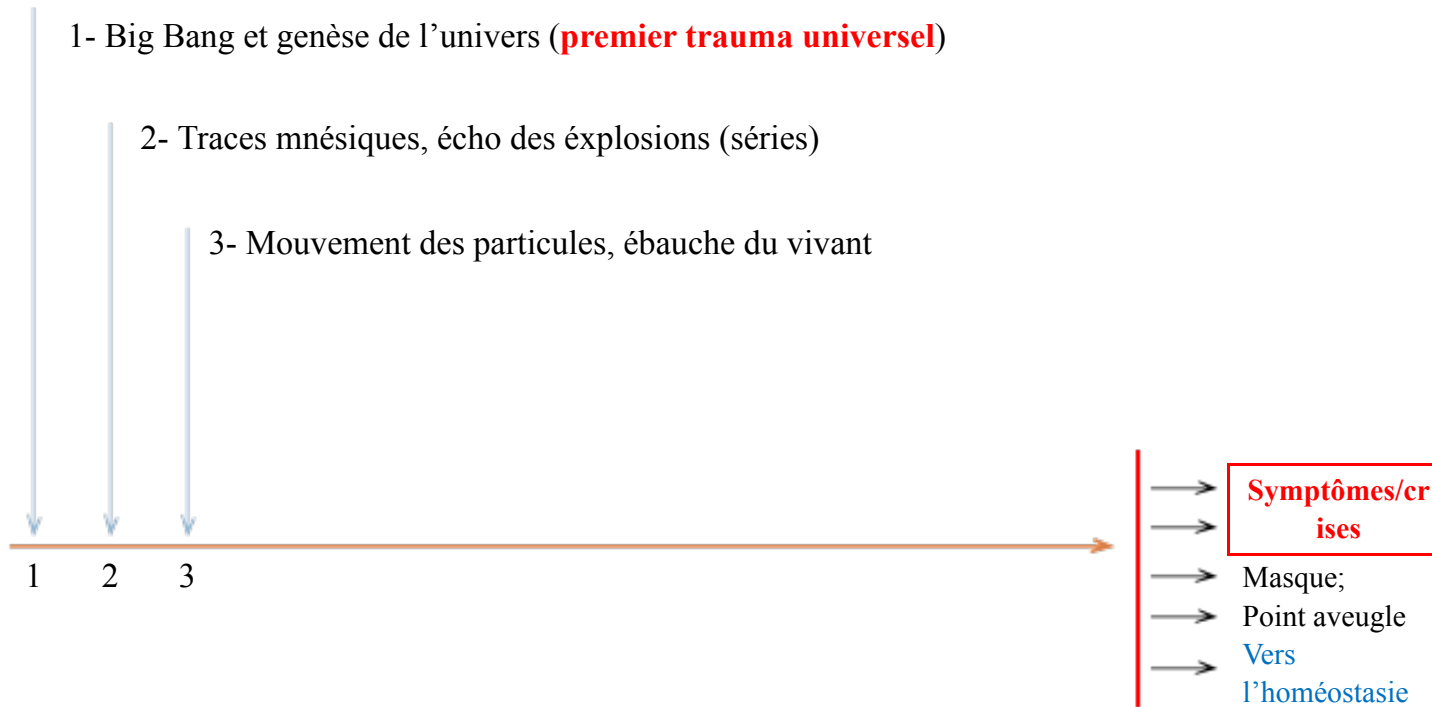 1- Big Bang et genèse de l’univers (premier trauma universel)
2- Traces mnésiques, écho des éxplosions (séries)
3- Mouvement des particules, ébauche du vivant
1 2 3
Symptômes/cr
ises
Masque;
Point aveugle
Vers
l’homéostasie